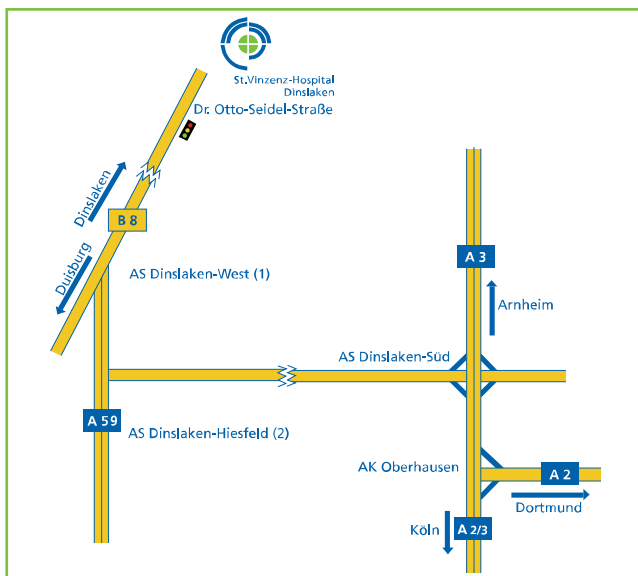 St.Vinzenz-Hospital
Dinslaken
Dr. Otto-Seidel-Straße
Dinslaken
B 8
Duisburg
AS Dinslaken-West (1)
A 3
Arnheim
AS Dinslaken-Süd
A 59
AS Dinslaken-Hiesfeld (2)
AK Oberhausen
A 2
Dortmund
Köln
A 2/3